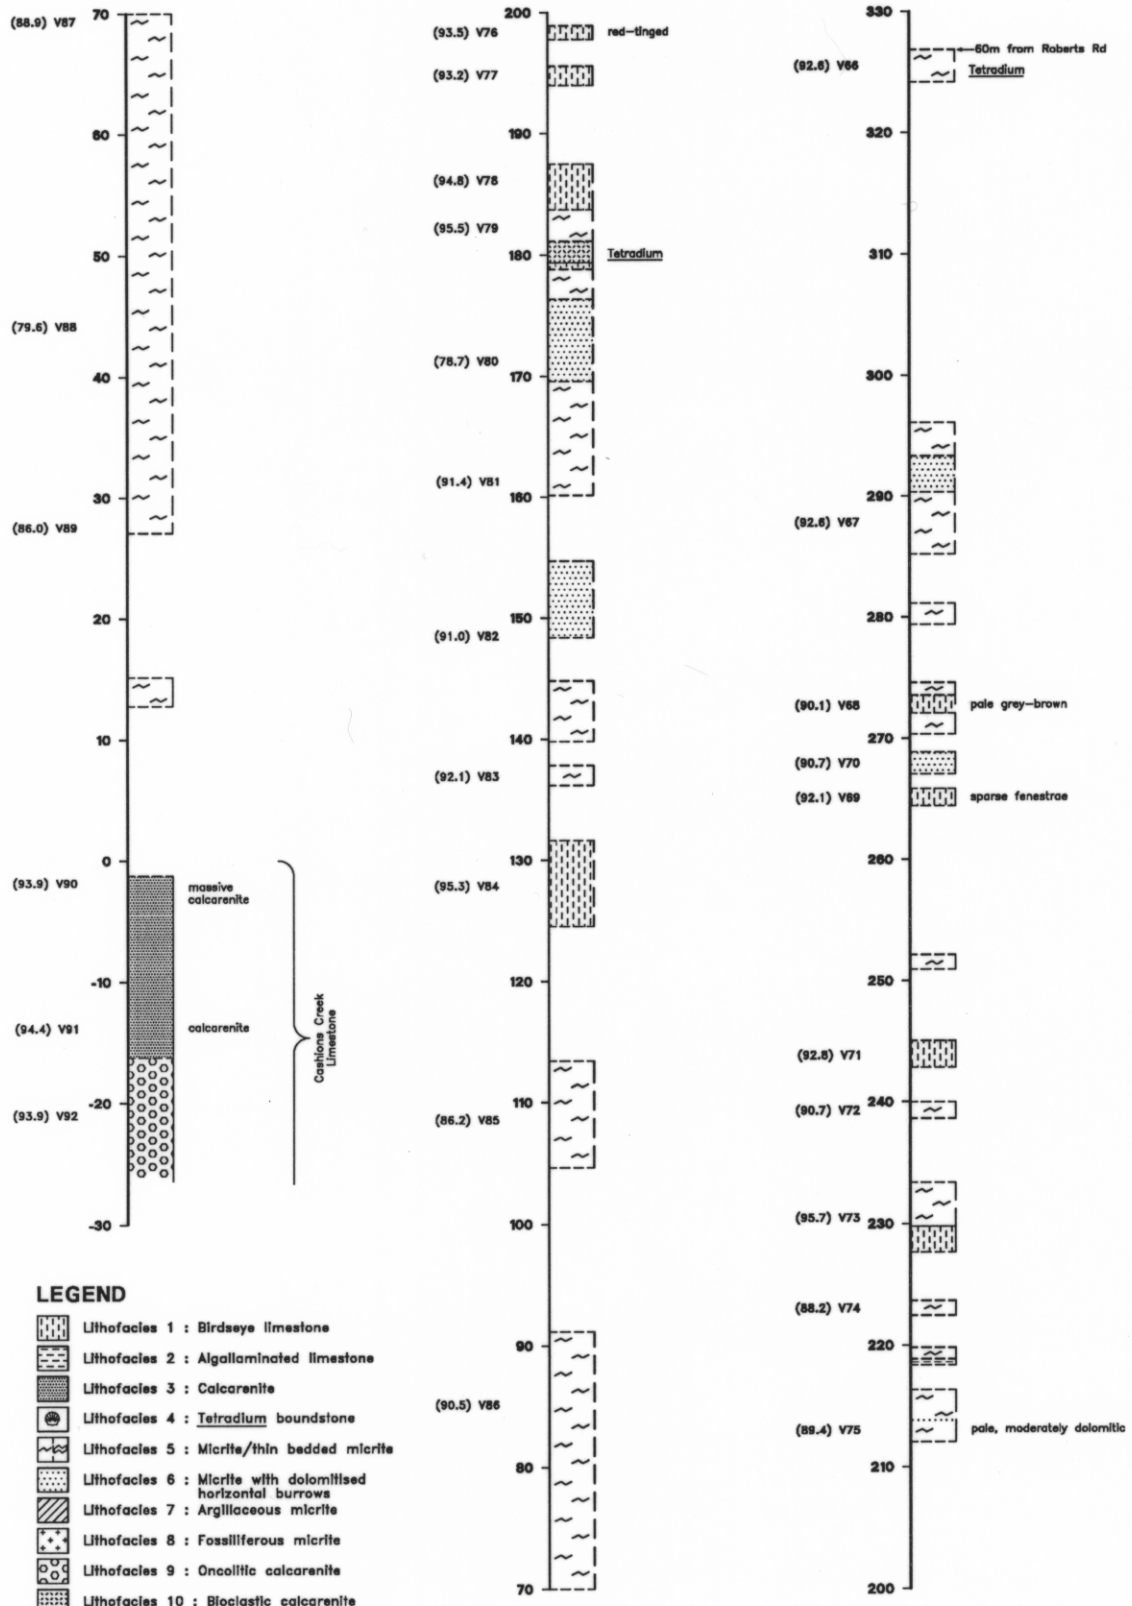 70
(88.9) V87
60
50
(79.6) V88
40
30
(86.0) V89
20
10
0
(93.9) V90
massive
calcarenite
-10
(94.4) V91
calcarenite
Cashions Creek
Limestone
-20
(93.9) V92
-30
200
(93.5) V76
red-tinged
(93.2) V77
190
(94.8) V78
(95.5) V79
180
Tetradium
(78.7) V80
170
(91.4) V81
160
150
(91.0) V82
140
(92.1) V83
130
(95.3) V84
120
110
(86.2) V85
100
90
(90.5) V86
80
70
330
60m from Roberts Rd
(92.6) V66
Tetradium
320
310
300
290
(92.6) V67
280
(90.1) V68
pale grey-brown
270
(90.7) V70
(92.1) V69
sparse fenestrae
260
250
(92.8) V71
240
(90.7) V72
(95.7) V73
230
(88.2) V74
220
(89.4) V75
pale, moderately dolomitic
210
200
LEGEND
Lithofacies 1 : Birdseye limestone
Lithofacies 2 : Algallaminated limestone
Lithofacies 3 : Calcarenite
Lithofacies 4 : Tetradium boundstone
Lithofacies 5 : Micrite/thin bedded micrite
Lithofacies 6 : Micrite with dolomitised
horizontal burrows
Lithofacies 7 : Argillaceous micrite
Lithofacies 8 : Fossiliferous micrite
Lithofacies 9 : Oncolitic calcarenite
Lithofacies 10 : Bioclastic calcarenite